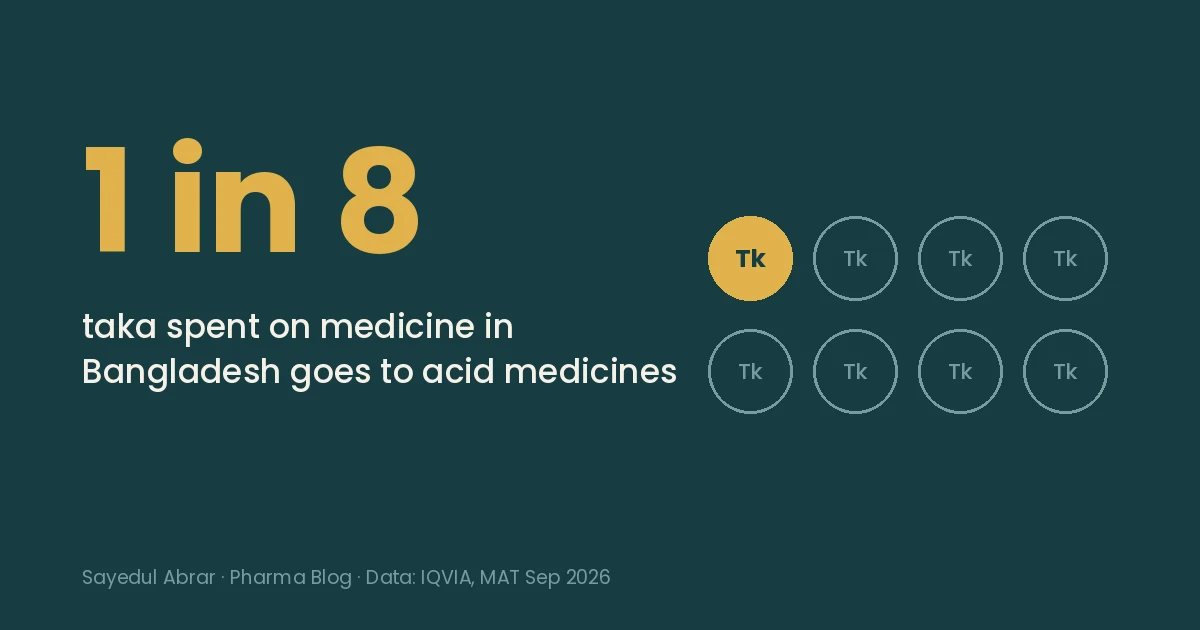 1 in 8
taka spent on medicine in
Bangladesh goes to acid medicines
Tk Tk Tk Tk
Tk Tk Tk Tk
Sayedul Abrar · Pharma Blog · Data: IQVIA, MAT Sep 2026